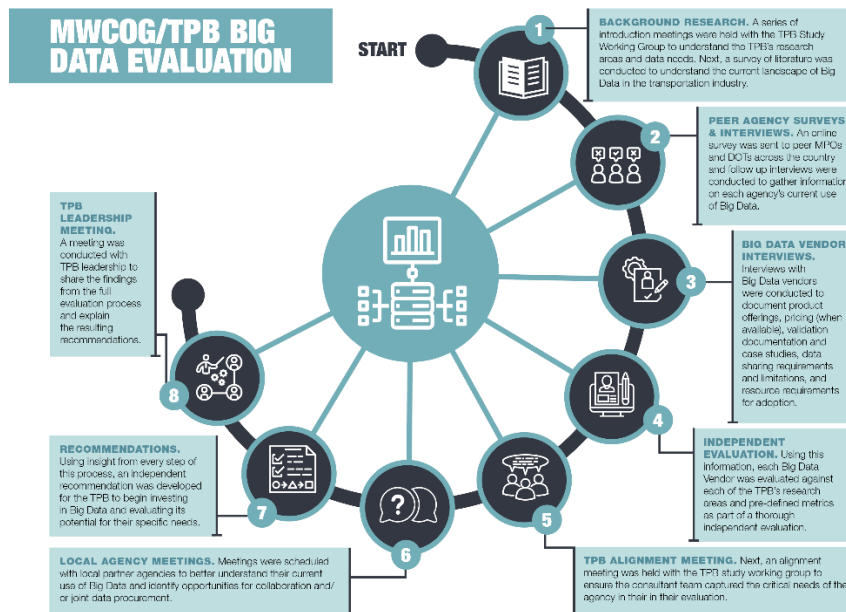 MWCOG/TPB BIG
DATA EVALUATION
START
1
BACKGROUND RESEARCH. A series of
introduction meetings were held with the TPB Study
Working Group to understand the TPB's research
areas and data needs. Next, a survey of literature was
conducted to understand the current landscape of Big
Data in the transportation industry.
2
PEER AGENCY SURVEYS
& INTERVIEWS. An online
survey was sent to peer MPOs
and DOTs across the country
and follow up interviews were
conducted to gather information
on each agency's current use
of Big Data.
3
BIG DATA VENDOR
INTERVIEWS.
Interviews with
Big Data vendors
were conducted to
document product
offerings, pricing (when
available), validation
documentation and
case studies, data
sharing requirements
and limitations, and
resource requirements
for adoption.
4
INDEPENDENT
EVALUATION. Using this
information, each Big Data
Vendor was evaluated against
each of the TPB's research
areas and pre-defined metrics
as part of a thorough
independent evaluation.
5
TPB ALIGNMENT MEETING. Next, an alignment
meeting was held with the TPB study working group to
ensure the consultant team captured the critical needs of the
agency in their in their evaluation.
?
6
LOCAL AGENCY MEETINGS. Meetings were scheduled
with local partner agencies to better understand their current
use of Big Data and identify opportunities for collaboration and/
or joint data procurement.
7
RECOMMENDATIONS.
Using insight from every step of
this process, an independent
recommendation was developed
for the TPB to begin investing
in Big Data and evaluating its
potential for their specific needs.
8
TPB
LEADERSHIP
MEETING.
A meeting was
conducted with
TPB leadership to
share the findings
from the full
evaluation process
and explain
the resulting
recommendations.